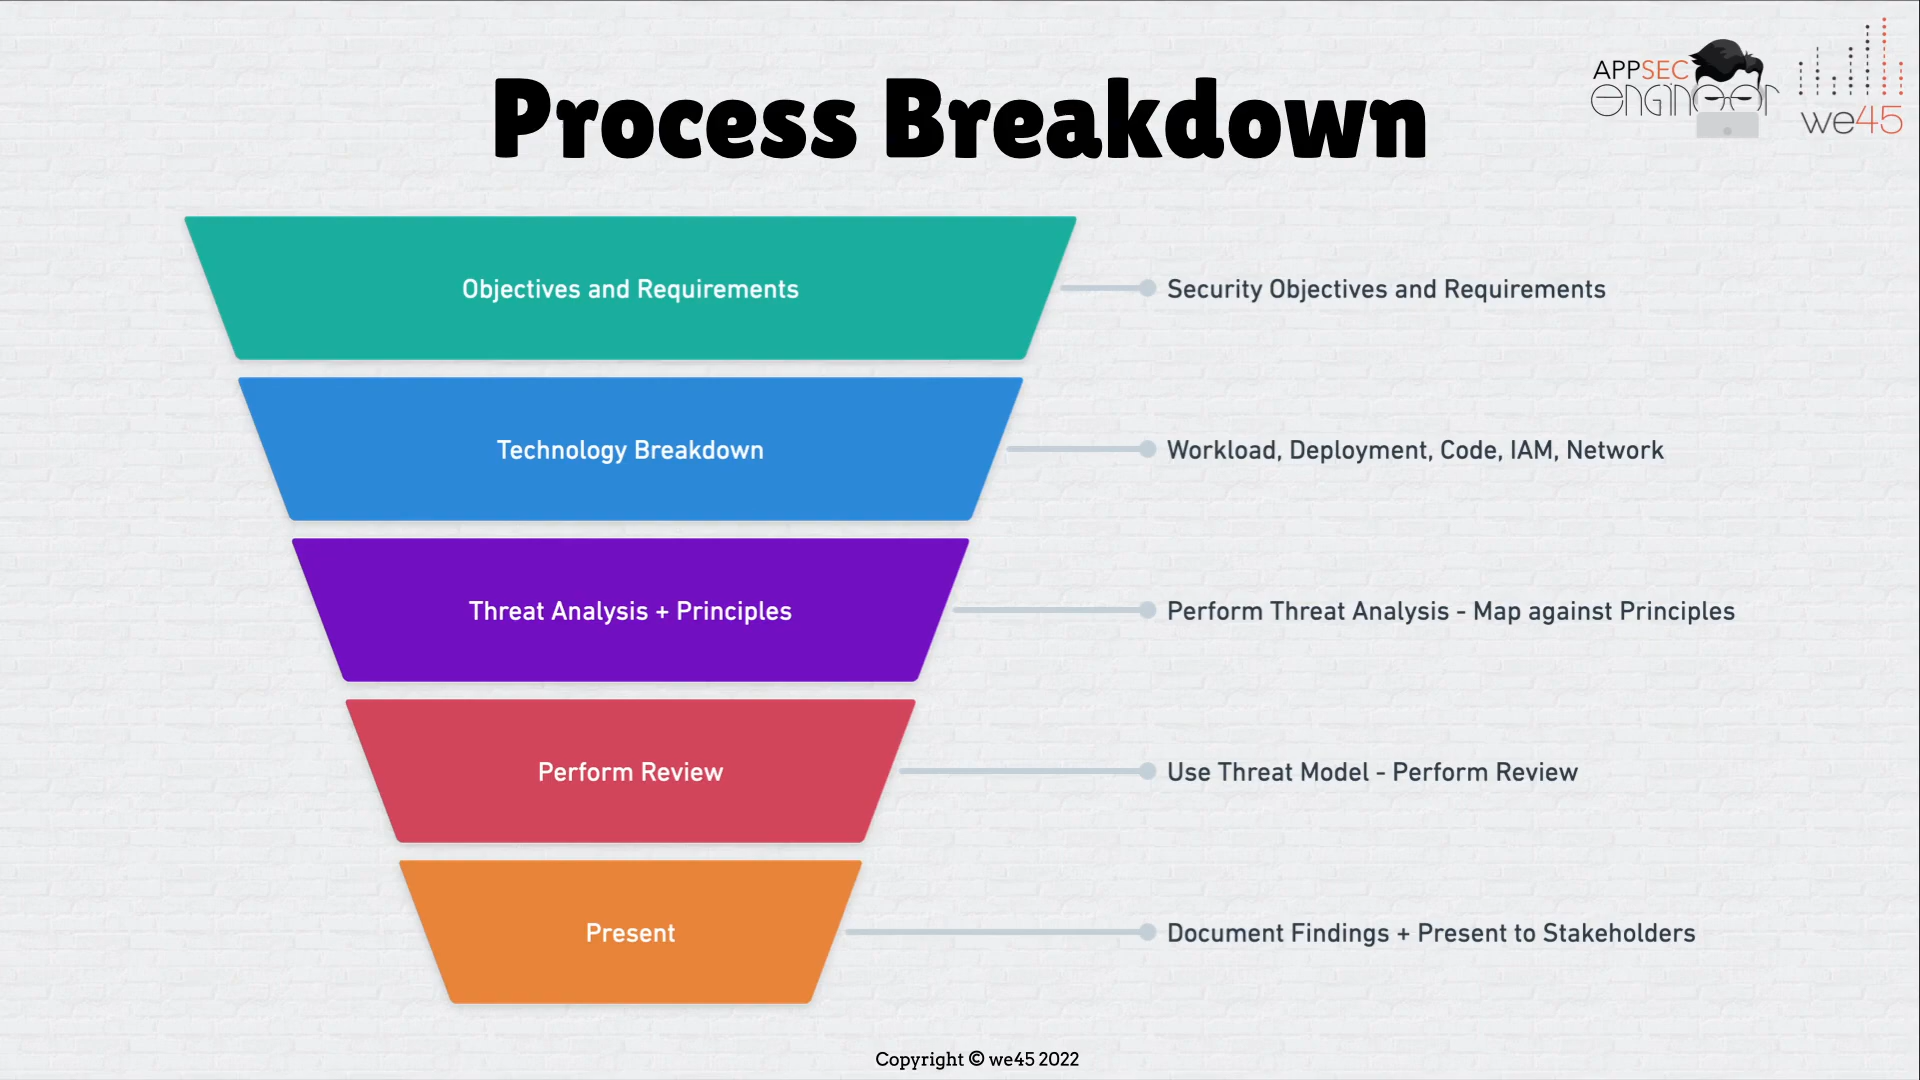 Process Breakdown
APPSEC
engineer
we45
Objectives and Requirements
Security Objectives and Requirements
Technology Breakdown
Workload, Deployment, Code, IAM, Network
Threat Analysis + Principles
Perform Threat Analysis - Map against Principles
Perform Review
Use Threat Model - Perform Review
Present
Document Findings + Present to Stakeholders
Copyright © we45 2022